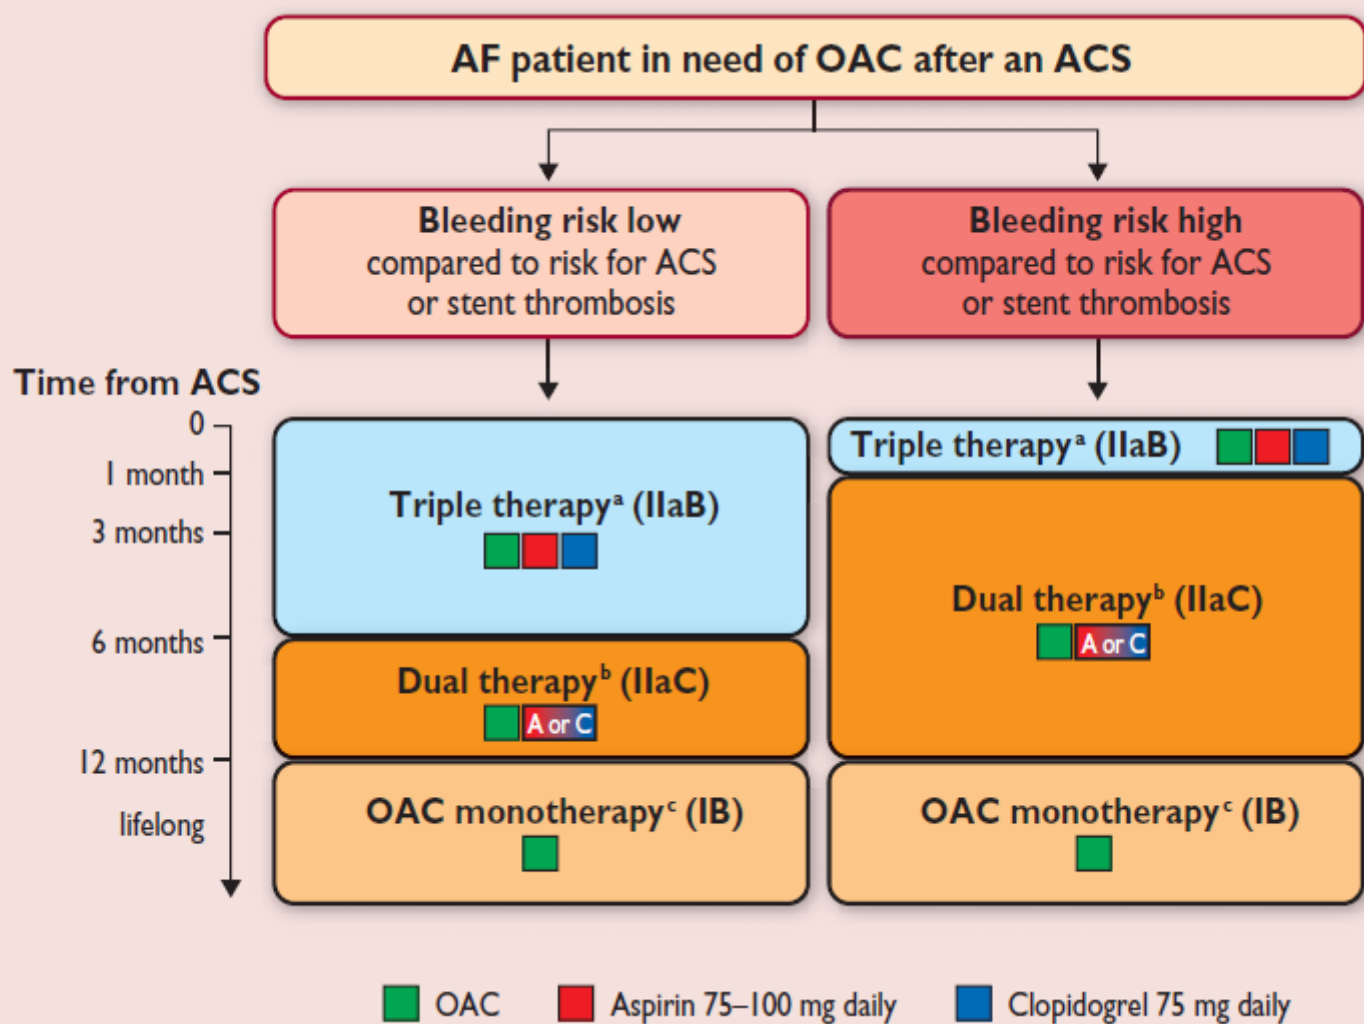 AF patient in need of OAC after an ACS
Bleeding risk low
compared to risk for ACS
or stent thrombosis
Bleeding risk high
compared to risk for ACS
or stent thrombosis
Time from ACS
0
1 month
3 months
6 months
12 months
lifelong
Triple therapyᵃ (IIaB)
Dual therapyᵇ (IIaC)
A or C
OAC monotherapyᶜ (IB)
Triple therapyᵃ (IIaB)
Dual therapyᵇ (IIaC)
A or C
OAC monotherapyᶜ (IB)
OAC
Aspirin 75–100 mg daily
Clopidogrel 75 mg daily